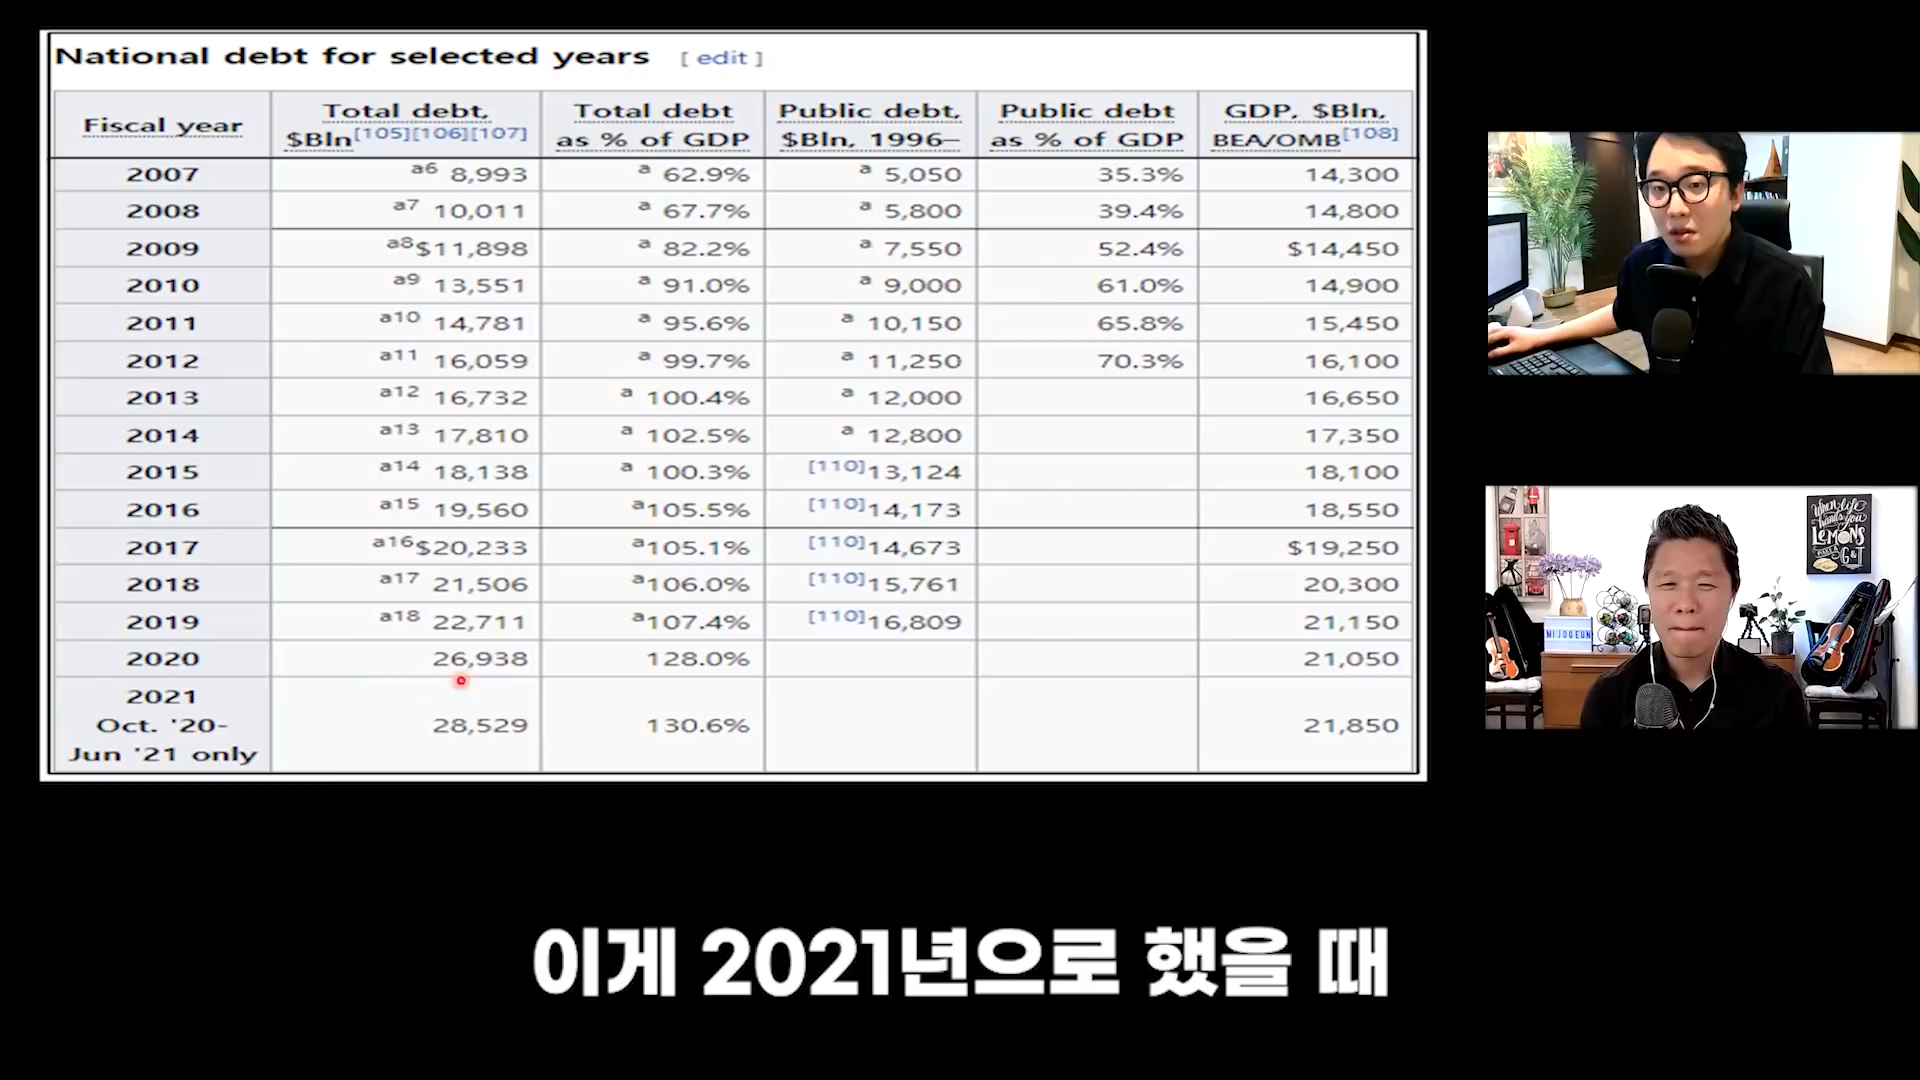 National debt for selected years [ edit ]
Fiscal year Total debt, $Bln[105][106][107] Total debt as % of GDP Public debt, $Bln, 1996– Public debt as % of GDP GDP, $Bln, BEA/OMB[108]
2007 a6 8,993 a 62.9% a 5,050 35.3% 14,300
2008 a7 10,011 a 67.7% a 5,800 39.4% 14,800
2009 a8$11,898 a 82.2% a 7,550 52.4% $14,450
2010 a9 13,551 a 91.0% a 9,000 61.0% 14,900
2011 a10 14,781 a 95.6% a 10,150 65.8% 15,450
2012 a11 16,059 a 99.7% a 11,250 70.3% 16,100
2013 a12 16,732 a 100.4% a 12,000 16,650
2014 a13 17,810 a 102.5% a 12,800 17,350
2015 a14 18,138 a 100.3% [110]13,124 18,100
2016 a15 19,560 a105.5% [110]14,173 18,550
2017 a16$20,233 a105.1% [110]14,673 $19,250
2018 a17 21,506 a106.0% [110]15,761 20,300
2019 a18 22,711 a107.4% [110]16,809 21,150
2020 26,938 128.0% 21,050
2021 Oct. '20- Jun '21 only 28,529 130.6% 21,850
When life
hands you
LEMONS
MAKE A
G&T
MIJOOEUN
이게 2021년으로 했을 때